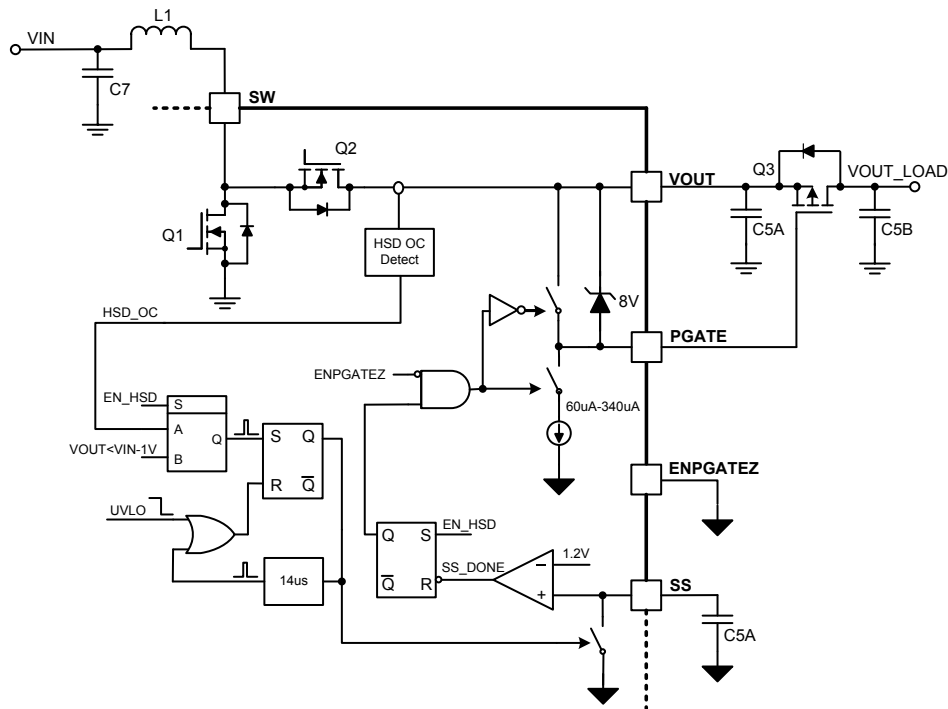 L1
VIN
C7
SW
Q2
Q3
VOUT_LOAD
VOUT
C5A
C5B
Q1
HSD OC
Detect
8V
HSD_OC
PGATE
ENPGATEZ
60uA-340uA
EN_HSD
S
A
Q
S
Q
VOUT<VIN-1V
B
R
Q
ENPGATEZ
UVLO
Q
S
EN_HSD
1.2V
SS_DONE
–
14us
Q
R
+
SS
C5A